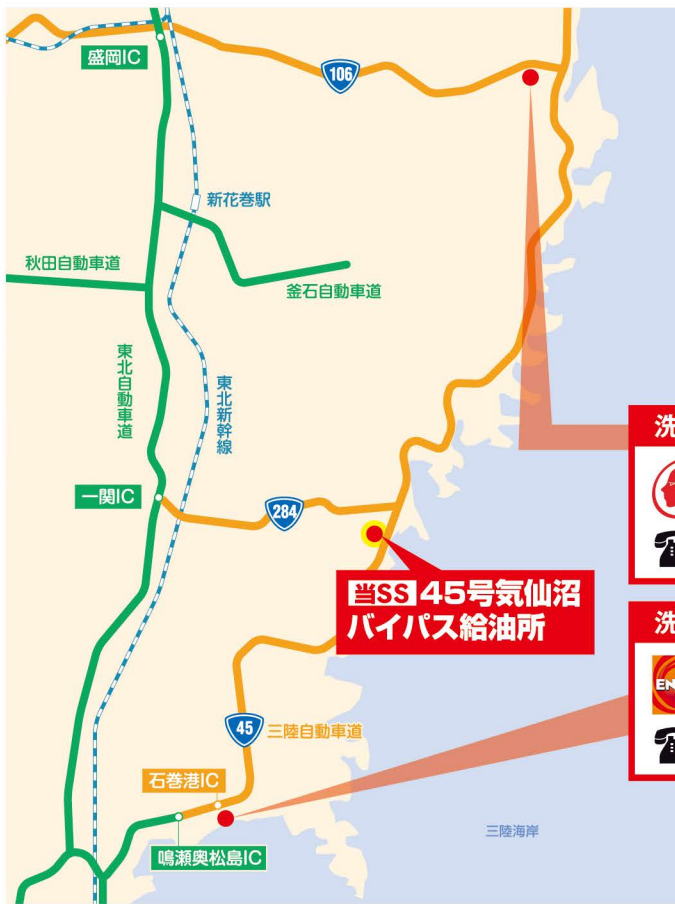 盛岡IC
106
新花巻駅
秋田自動車道
釜石自動車道
東北自動車道
東北新幹線
洗
一関IC
284
当SS 45号気仙沼
バイパス給油所
洗
EN
45
三陸自動車道
石巻港IC
三陸海岸
鳴瀬奥松島IC